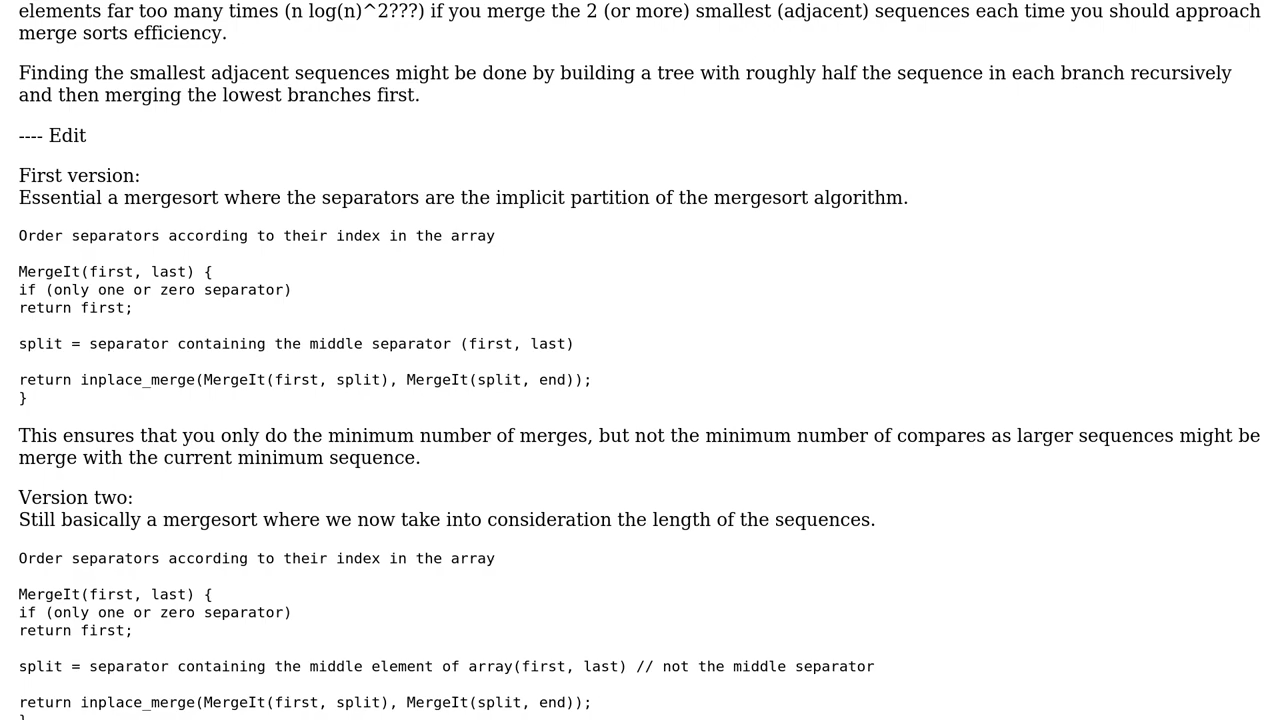 elements far too many times (n log(n)^2???) if you merge the 2 (or more) smallest (adjacent) sequences each time you should approach
merge sorts efficiency.
Finding the smallest adjacent sequences might be done by building a tree with roughly half the sequence in each branch recursively
and then merging the lowest branches first.
---- Edit
First version:
Essential a mergesort where the separators are the implicit partition of the mergesort algorithm.
Order separators according to their index in the array
MergeIt(first, last) {
if (only one or zero separator)
return first;
split = separator containing the middle separator (first, last)
return inplace_merge(MergeIt(first, split), MergeIt(split, end));
}
This ensures that you only do the minimum number of merges, but not the minimum number of compares as larger sequences might be
merge with the current minimum sequence.
Version two:
Still basically a mergesort where we now take into consideration the length of the sequences.
Order separators according to their index in the array
MergeIt(first, last) {
if (only one or zero separator)
return first;
split = separator containing the middle element of array(first, last) // not the middle separator
return inplace_merge(MergeIt(first, split), MergeIt(split, end));
}